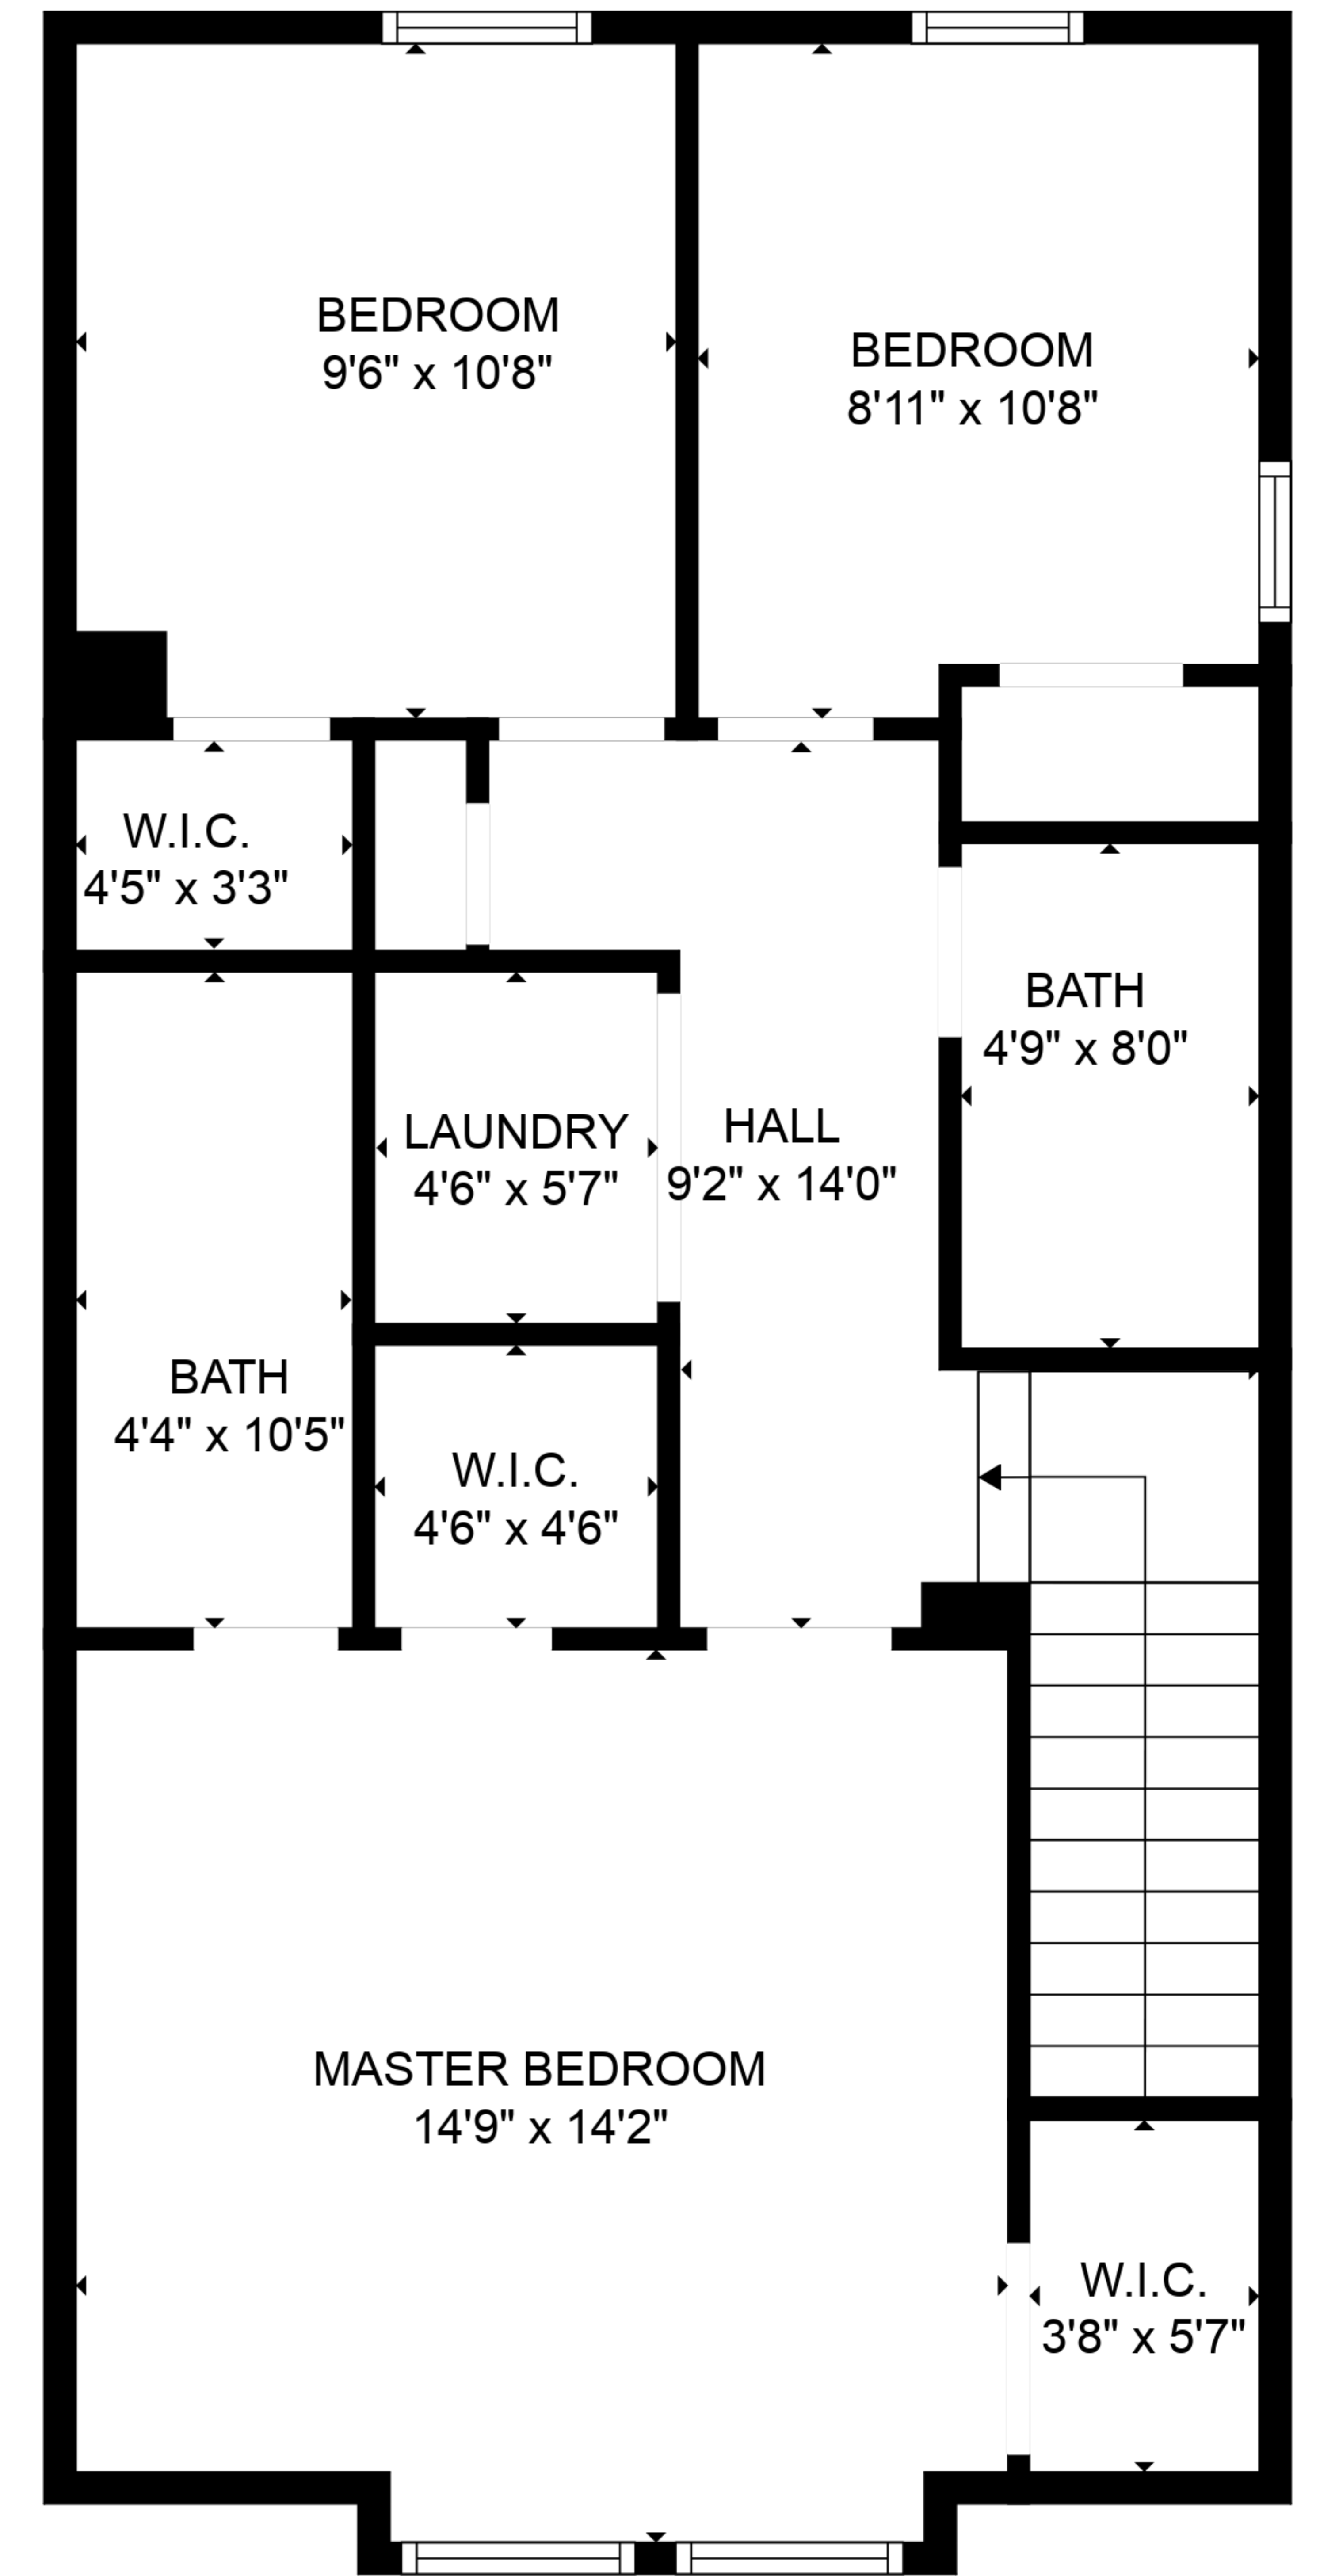 BEDROOM
9'6" x 10'8"
BEDROOM
8'11" x 10'8"
W.I.C.
4'5" x 3'3"
BATH
4'9" x 8'0"
LAUNDRY
4'6" x 5'7"
HALL
9'2" x 14'0"
BATH
4'4" x 10'5"
W.I.C.
4'6" x 4'6"
MASTER BEDROOM
14'9" x 14'2"
W.I.C.
3'8" x 5'7"